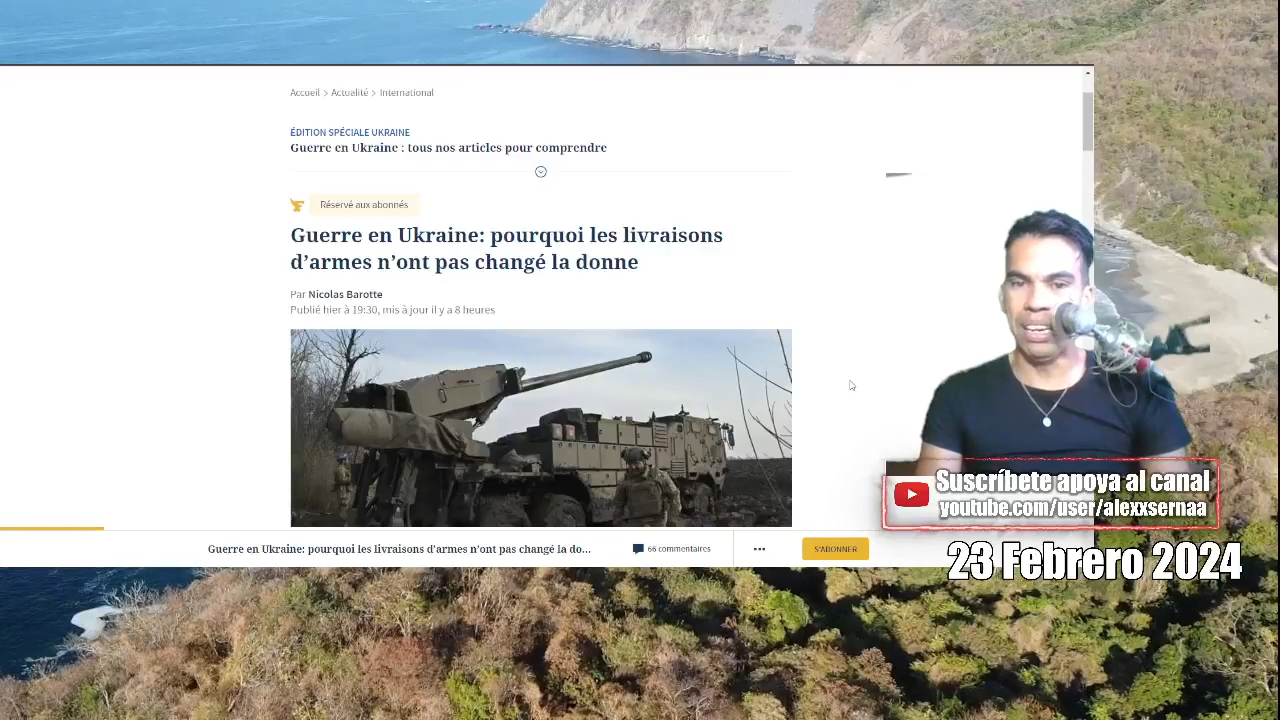 Accueil > Actualité > International
ÉDITION SPÉCIALE UKRAINE
Guerre en Ukraine : tous nos articles pour comprendre
Réservé aux abonnés
Guerre en Ukraine: pourquoi les livraisons
d'armes n'ont pas changé la donne
Par Nicolas Barotte
Publié hier à 19:30, mis à jour il y a 8 heures
Suscríbete apoya al canal
youtube.com/user/alexxsernaa
Guerre en Ukraine: pourquoi les livraisons d'armes n'ont pas changé la do...
66 commentaires
S'ABONNER
23 Febrero 2024